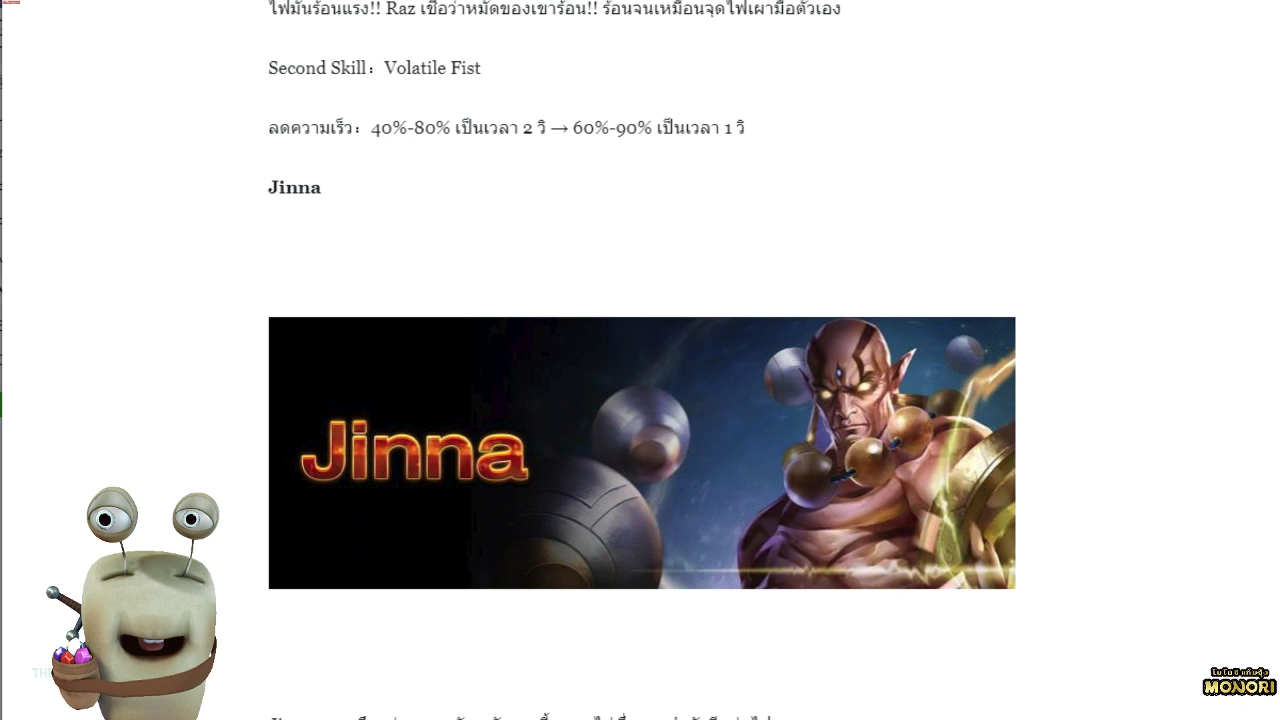 ไฟมันร้อนแรง!! Raz เชื่อว่าหมัดของเขาร้อน!! ร้อนจนเหมือนจุดไฟเผามือตัวเอง
Second Skill： Volatile Fist
ลดความเร็ว： 40%-80% เป็นเวลา 2 วิ → 60%-90% เป็นเวลา 1 วิ
Jinna
Jinna
MONORI